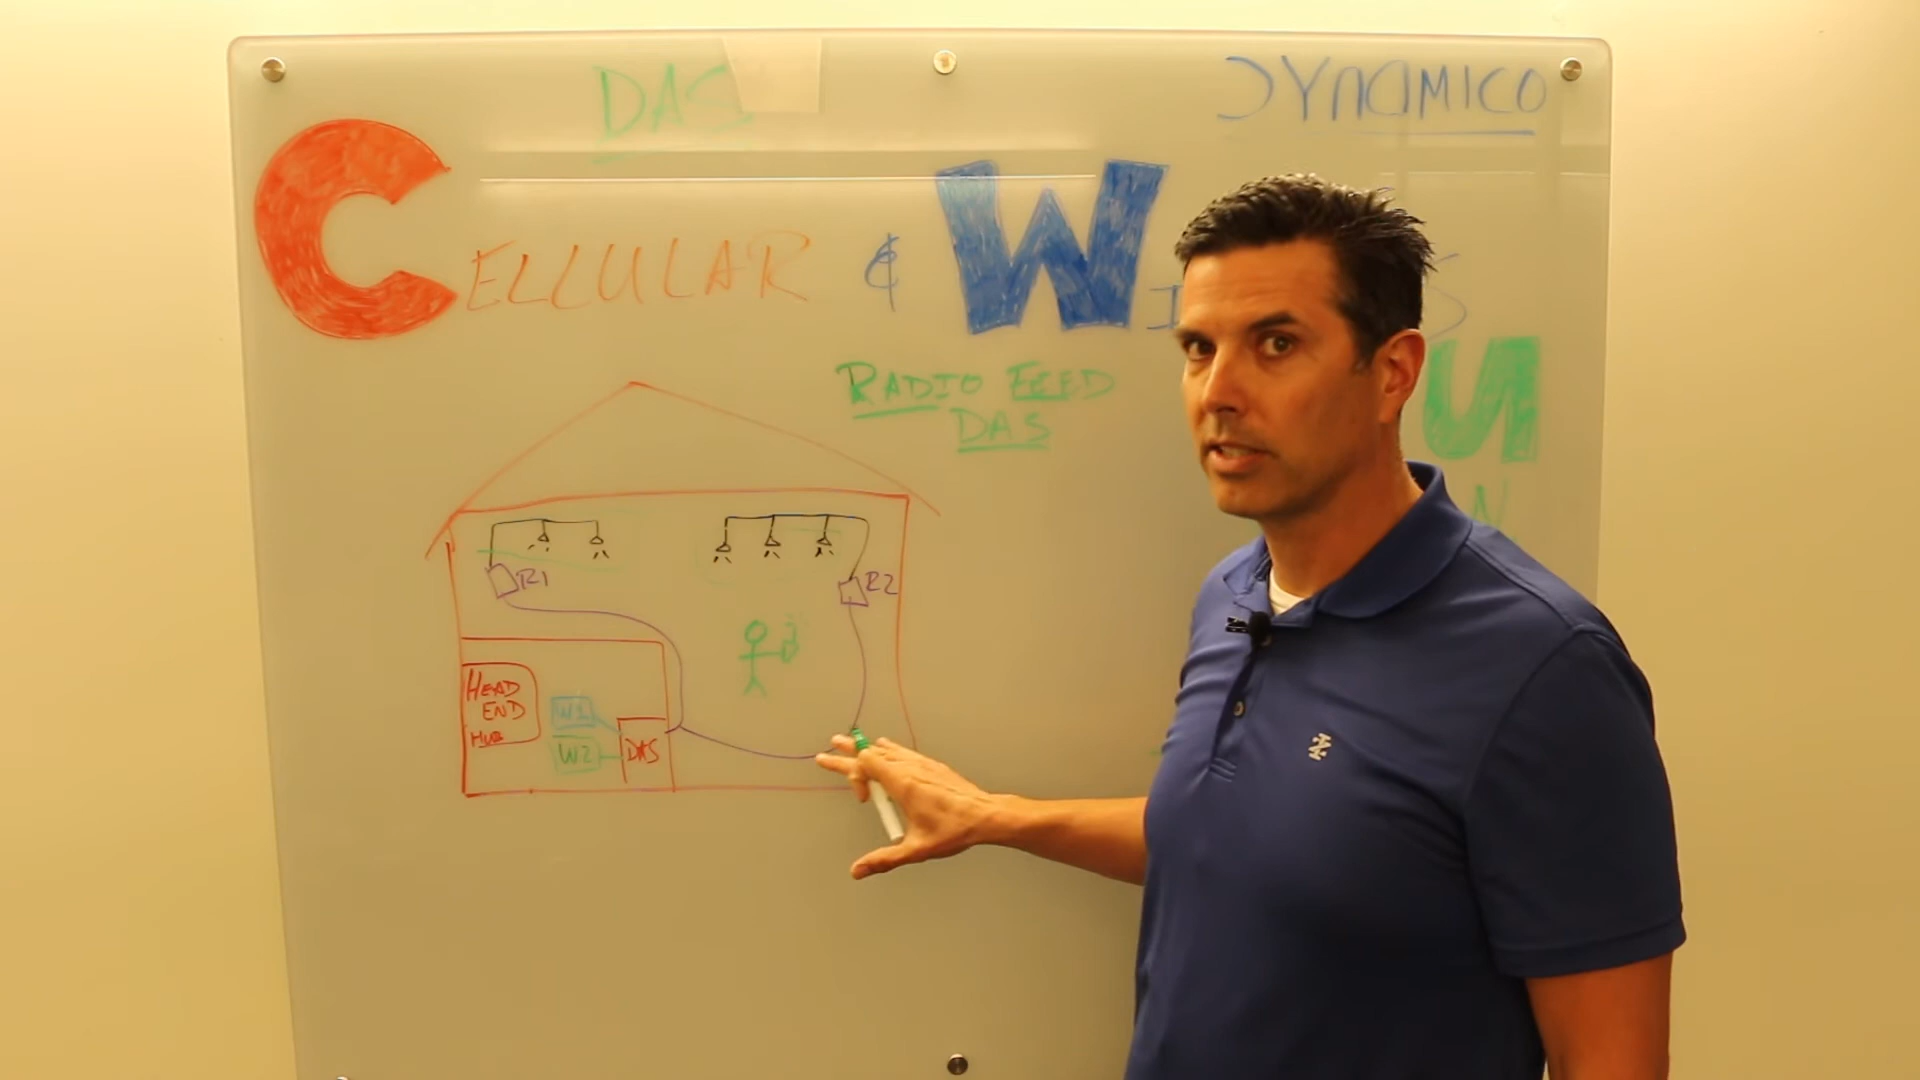 DAS
DYNAMICO
CELLULAR & W
RADIO FEED
DAS
R1
R2
HEAD
END
HUB
W1
W2
DAS